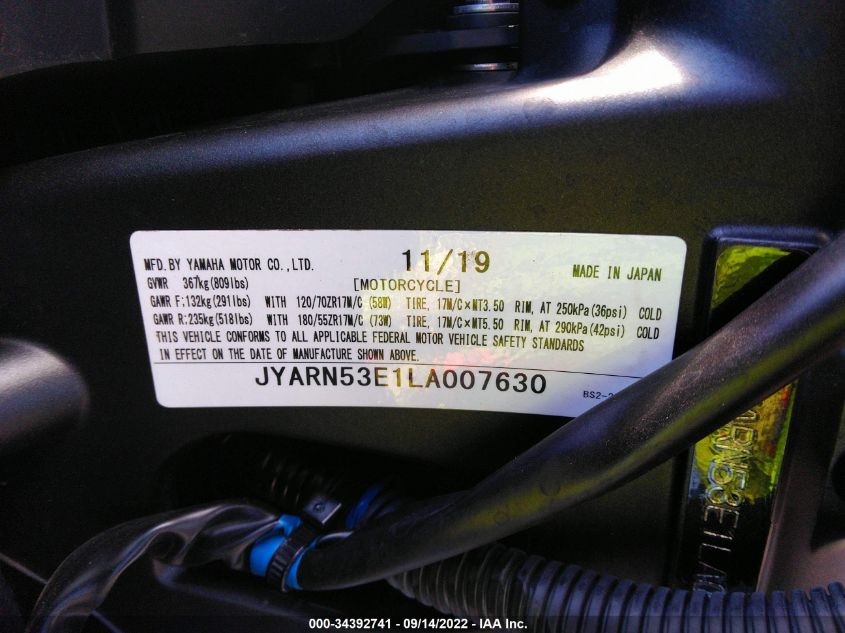 MFD. BY YAMAHA MOTOR CO., LTD. 11/19 MADE IN JAPAN
GVWR 367kg(809lbs) [MOTORCYCLE]
GAWR F:132kg(291lbs) WITH 120/70ZR17M/C (58W) TIRE, 17M/C×MT3.50 RIM, AT 250kPa(36psi) COLD
GAWR R:235kg(518lbs) WITH 180/55ZR17M/C (73W) TIRE, 17M/C×MT5.50 RIM, AT 290kPa(42psi) COLD
THIS VEHICLE CONFORMS TO ALL APPLICABLE FEDERAL MOTOR VEHICLE SAFETY STANDARDS
IN EFFECT ON THE DATE OF MANUFACTURE SHOWN ABOVE.
JYARN53E1LA007630
000-34392741 - 09/14/2022 - IAA Inc.